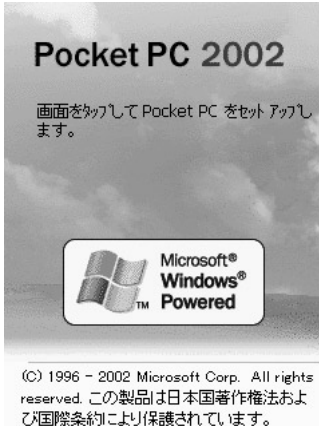 Pocket PC 2002
画面をﾀｯﾌﾟして Pocket PC をｾｯﾄ ｱｯﾌﾟし
ます。
Microsoft®
Windows®
Powered
TM
(C) 1996 - 2002 Microsoft Corp. All rights
reserved. この製品は日本国著作権法およ
び国際条約により保護されています。